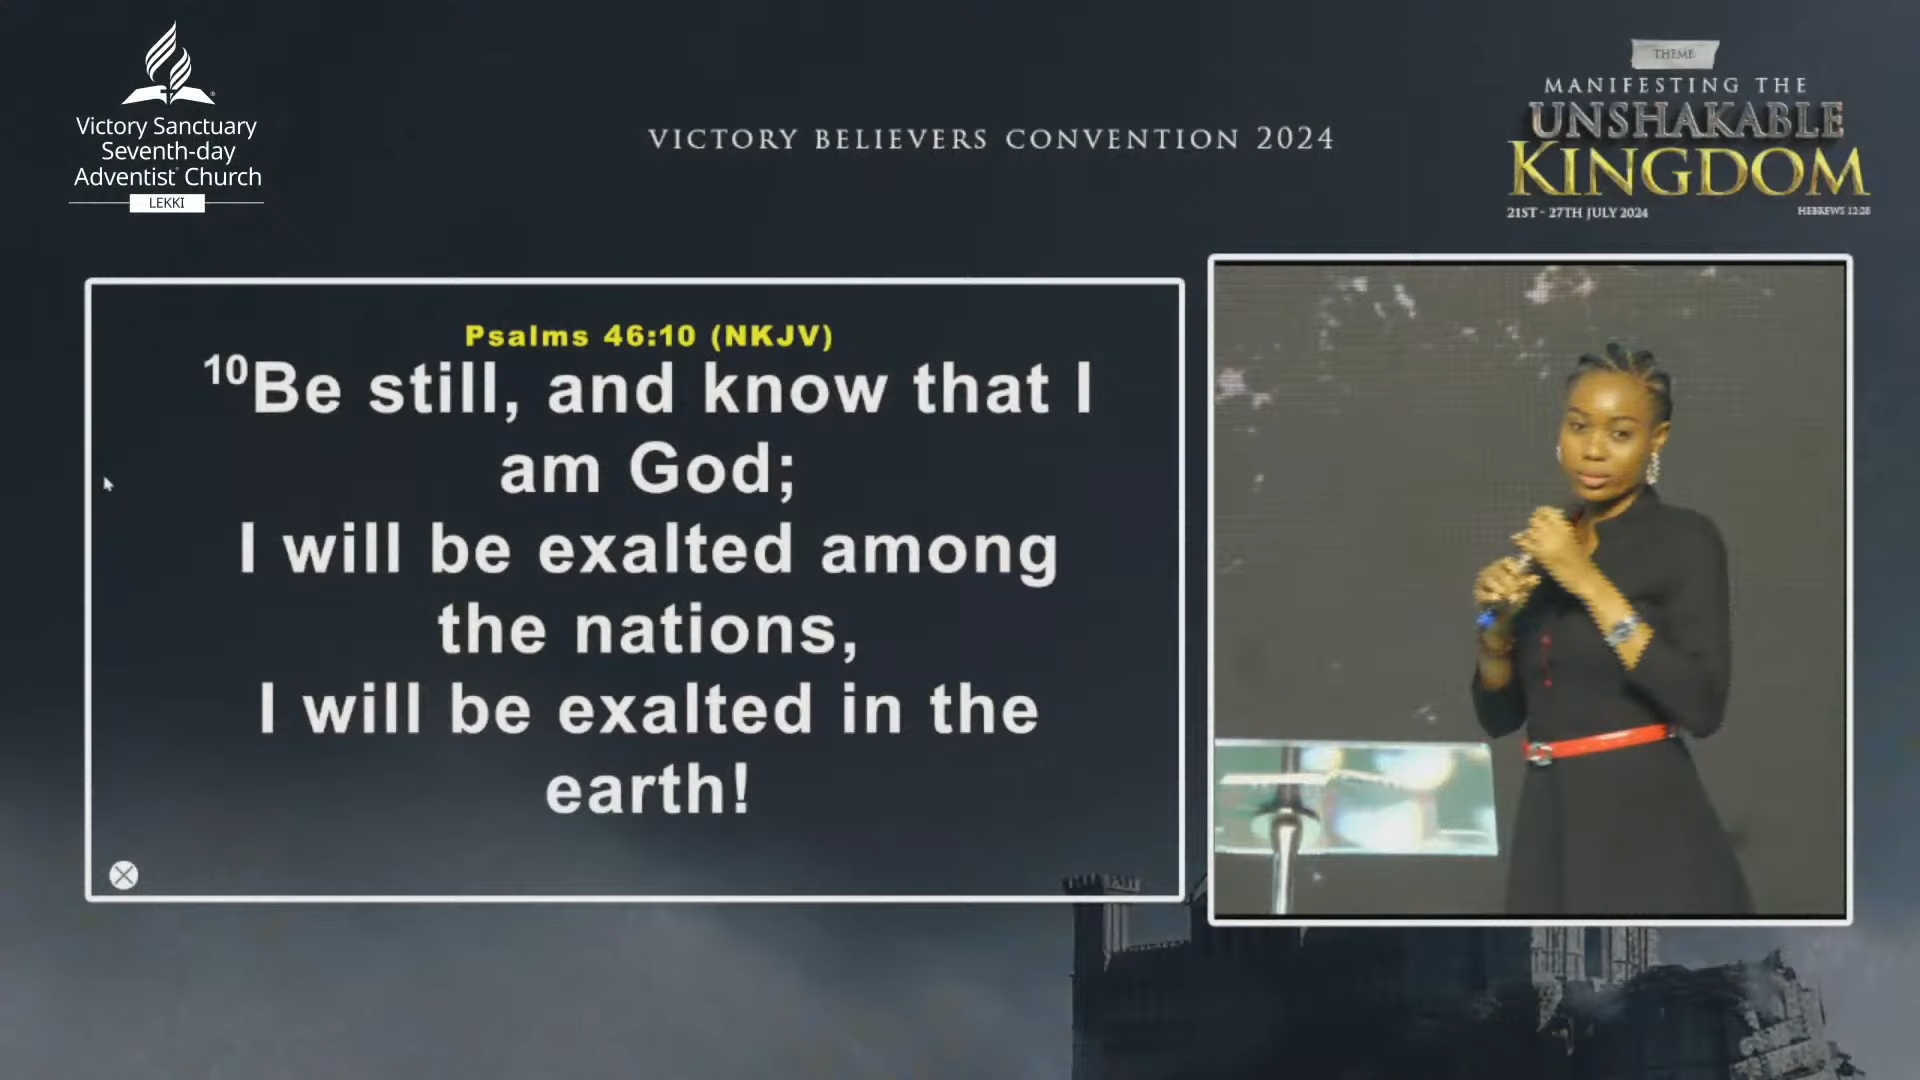 Victory Sanctuary
Seventh-day
Adventist® Church
LEKKI
VICTORY BELIEVERS CONVENTION 2024
THEME
MANIFESTING THE
UNSHAKABLE
KINGDOM
21ST - 27TH JULY 2024
HEBREWS 12:28
Psalms 46:10 (NKJV)
10Be still, and know that I
am God;
I will be exalted among
the nations,
I will be exalted in the
earth!